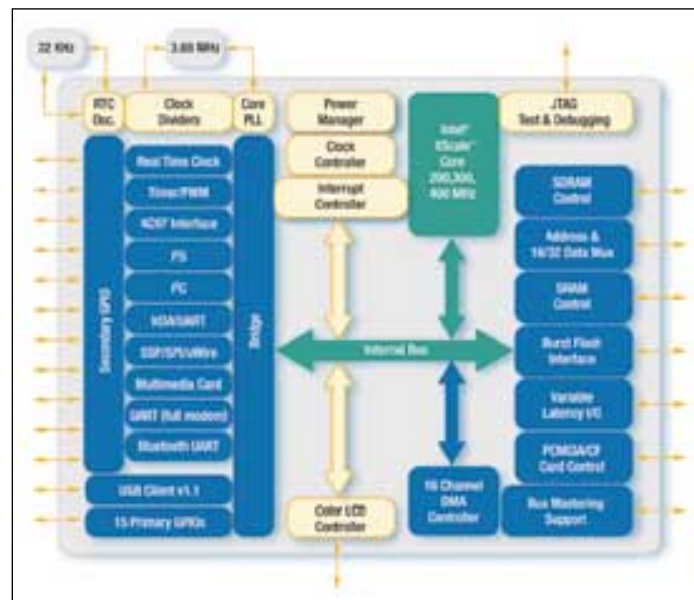 32 KHz
3.68 MHz
RTC
Osc.
Clock
Dividers
Core
PLL
Power
Manager
Clock
Controller
Interrupt
Controller
Intel®
XScale™
Core
200,300,
400 MHz
JTAG
Test & Debugging
Secondary GPIO
Real Time Clock
Timer/PWM
AC97 Interface
I²S
I²C
IrDA/UART
SSP/SPI/uWire
Multimedia Card
UART (full modem)
Bluetooth UART
USB Client v1.1
15 Primary GPIOs
Bridge
Internal Bus
Color LCD
Controller
16 Channel
DMA
Controller
SDRAM
Control
Address &
16/32 Data Mux
SRAM
Control
Burst Flash
Interface
Variable
Latency I/O
PCMCIA/CF
Card Control
Bus Mastering
Support